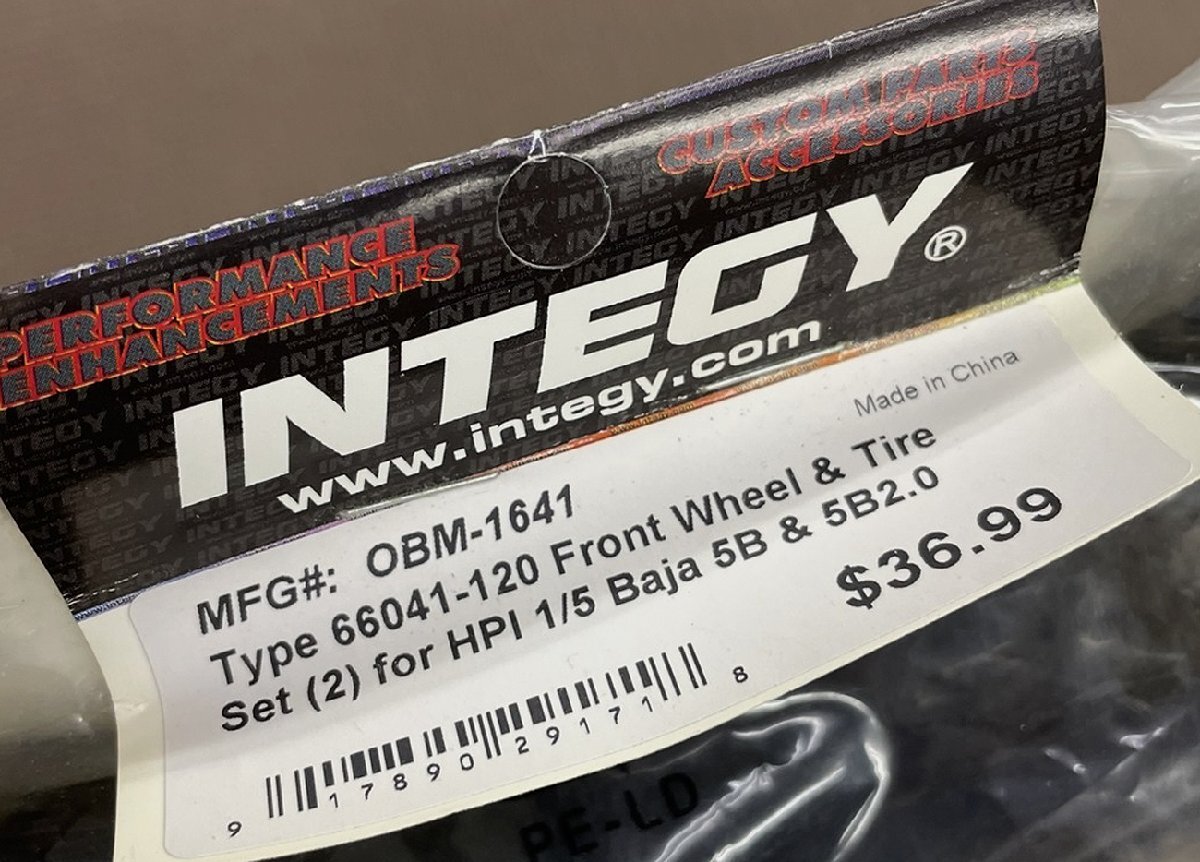 CUSTOM PARTS
ACCESSORIES
PERFORMANCE
ENHANCEMENTS
INTEGY®
www.integy.com
Made in China
MFG#: OBM-1641
Type 66041-120 Front Wheel & Tire
Set (2) for HPI 1/5 Baja 5B & 5B2.0
$36.99
9 17890 29171 8
PE-LD